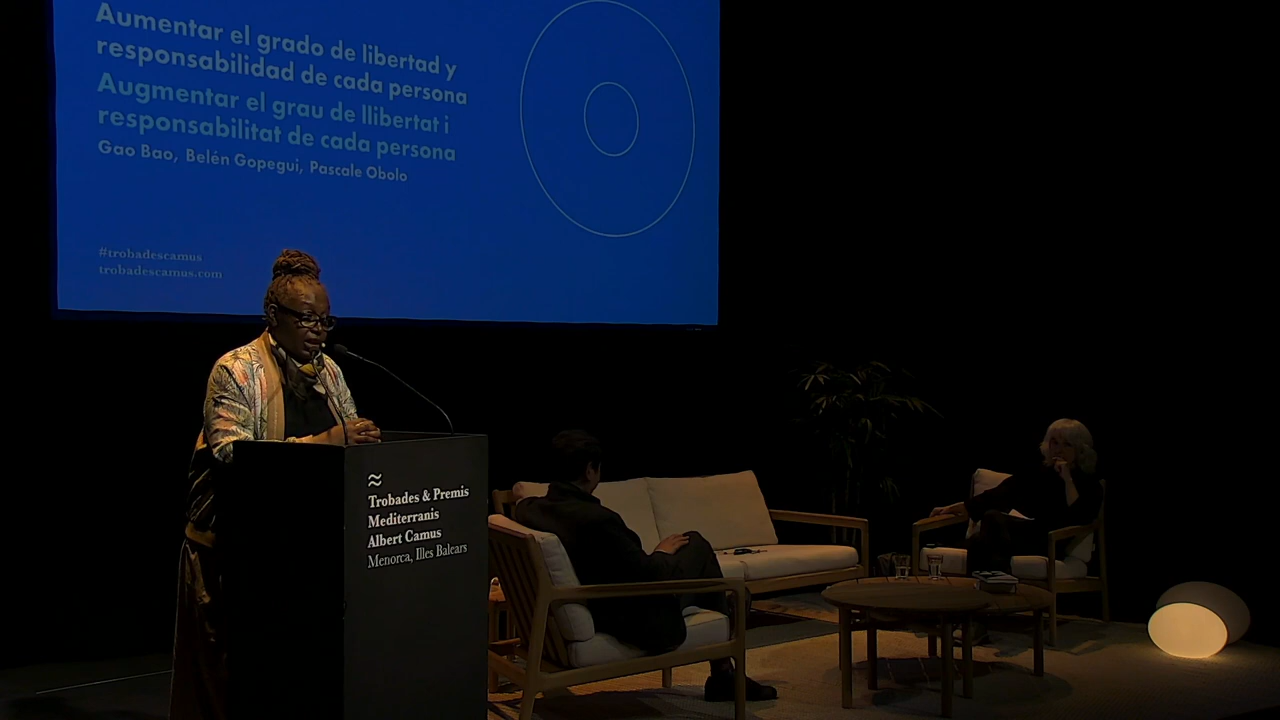 Aumentar el grado de libertad y
responsabilidad de cada persona
Augmentar el grau de llibertat i
responsabilitat de cada persona
Gao Bao, Belén Gopegui, Pascale Obolo
#trobadescamus
trobadescamus.com
≈
Trobades & Premis
Mediterranis
Albert Camus
Menorca, Illes Balears